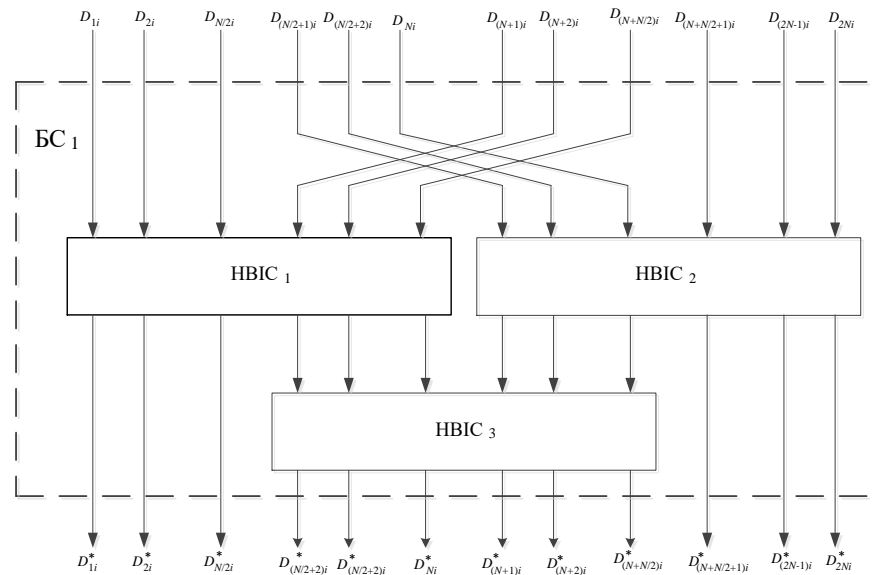 D1i D2i DN/2i D(N/2+1)i D(N/2+2)i DNi D(N+1)i D(N+2)i D(N+N/2)i D(N+N/2+1)i D(2N-1)i D2Ni
БС 1
НВІС 1 НВІС 2
НВІС 3
D*1i D*2i D*N/2i D*(N/2+2)i D*(N/2+2)i D*Ni D*(N+1)i D*(N+2)i D*(N+N/2)i D*(N+N/2+1)i D*(2N-1)i D*2Ni